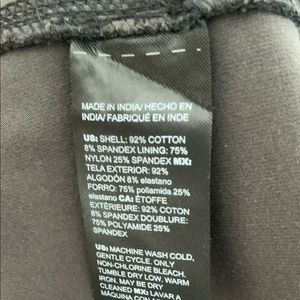 MADE IN INDIA/ HECHO EN
INDIA/ FABRIQUÉ EN INDE
US: SHELL: 92% COTTON
8% SPANDEX LINING: 75%
NYLON 25% SPANDEX MX:
TELA EXTERIOR: 92%
ALGODÓN 8% elastano
FORRO: 75% poliamida 25%
elastano CA: ÉTOFFE
EXTÉRIEURE: 92% COTON
8% SPANDEX DOUBLURE:
75% POLYAMIDE 25%
SPANDEX
US: MACHINE WASH COLD,
GENTLE CYCLE. ONLY
NON-CHLORINE BLEACH.
TUMBLE DRY LOW. WARM
IRON, MAY BE DRY
CLEANED MX: LAVAR A
MÁQUINA CON